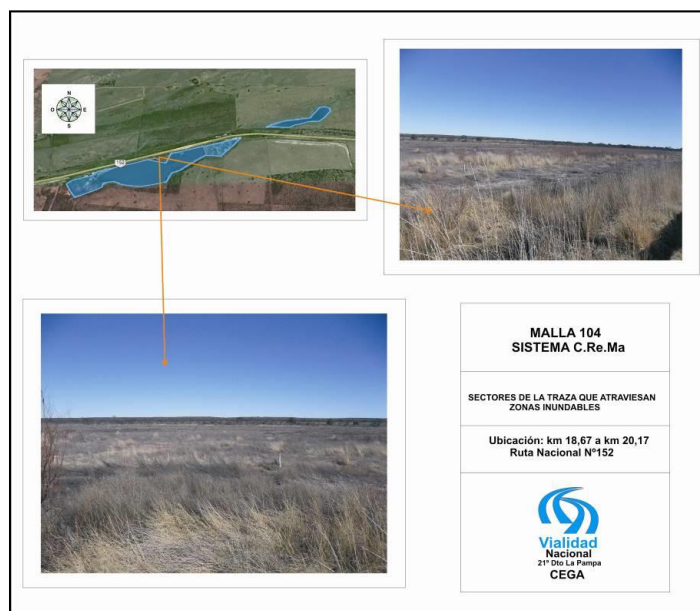 N
O
E
S
152
MALLA 104
SISTEMA C.Re.Ma
SECTORES DE LA TRAZA QUE ATRAVIESAN
ZONAS INUNDABLES
Ubicación: km 18,67 a km 20,17
Ruta Nacional Nº152
Vialidad
Nacional
21º Dto La Pampa
CEGA